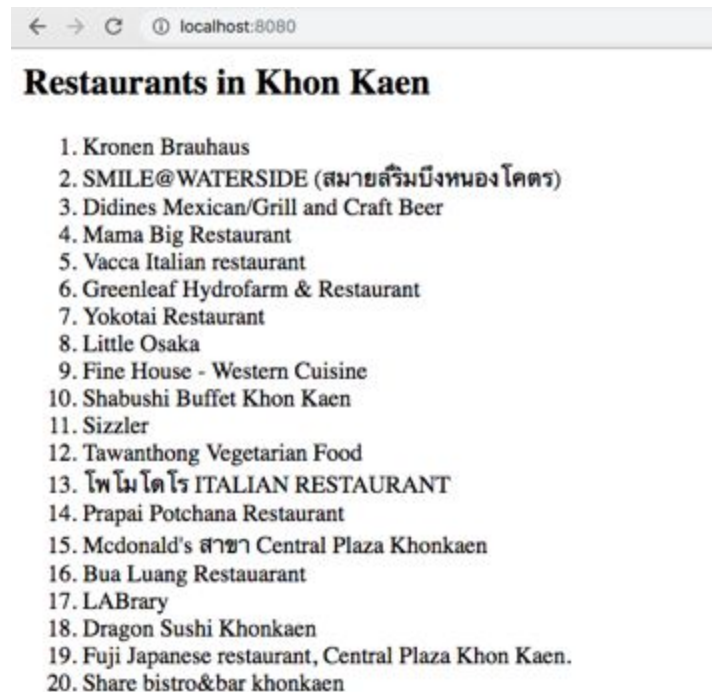 localhost:8080
Restaurants in Khon Kaen
1. Kronen Brauhaus
2. SMILE@WATERSIDE (สมายล์ริมบึงหนองโคตร)
3. Didines Mexican/Grill and Craft Beer
4. Mama Big Restaurant
5. Vacca Italian restaurant
6. Greenleaf Hydrofarm & Restaurant
7. Yokotai Restaurant
8. Little Osaka
9. Fine House - Western Cuisine
10. Shabushi Buffet Khon Kaen
11. Sizzler
12. Tawanthong Vegetarian Food
13. โพโมโดโร ITALIAN RESTAURANT
14. Prapai Potchana Restaurant
15. Mcdonald's สาขา Central Plaza Khonkaen
16. Bua Luang Restauarant
17. LABrary
18. Dragon Sushi Khonkaen
19. Fuji Japanese restaurant, Central Plaza Khon Kaen.
20. Share bistro&bar khonkaen